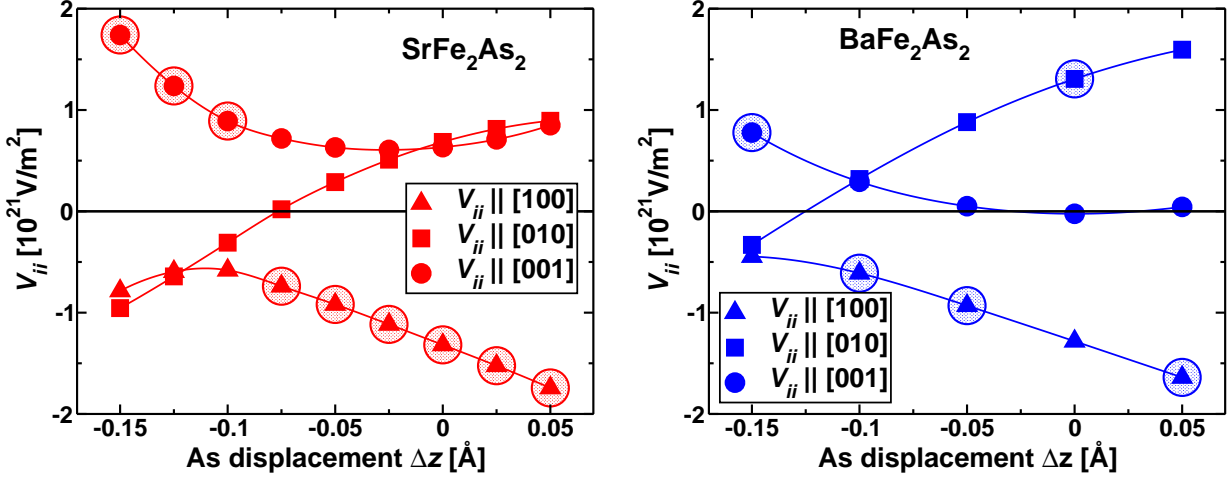 SrFe2As2
2
1
0
-1
-2
Vii [10^21 V/m^2]
Vii || [100]
Vii || [010]
Vii || [001]
-0.15
-0.1
-0.05
0
0.05
As displacement Δz [Å]
BaFe2As2
2
1
0
-1
-2
Vii [10^21 V/m^2]
Vii || [100]
Vii || [010]
Vii || [001]
-0.15
-0.1
-0.05
0
0.05
As displacement Δz [Å]